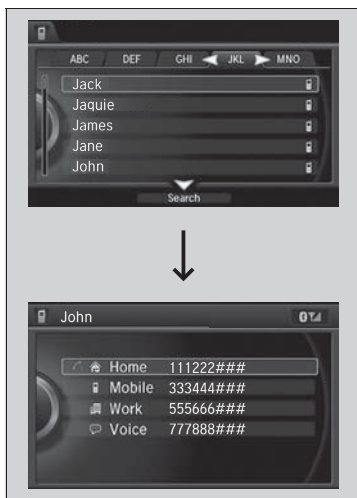 ABC DEF GHI JKL MNO
Jack
Jaquie
James
Jane
John
Search
John
Home 111222###
Mobile 333444###
Work 555666###
Voice 777888###